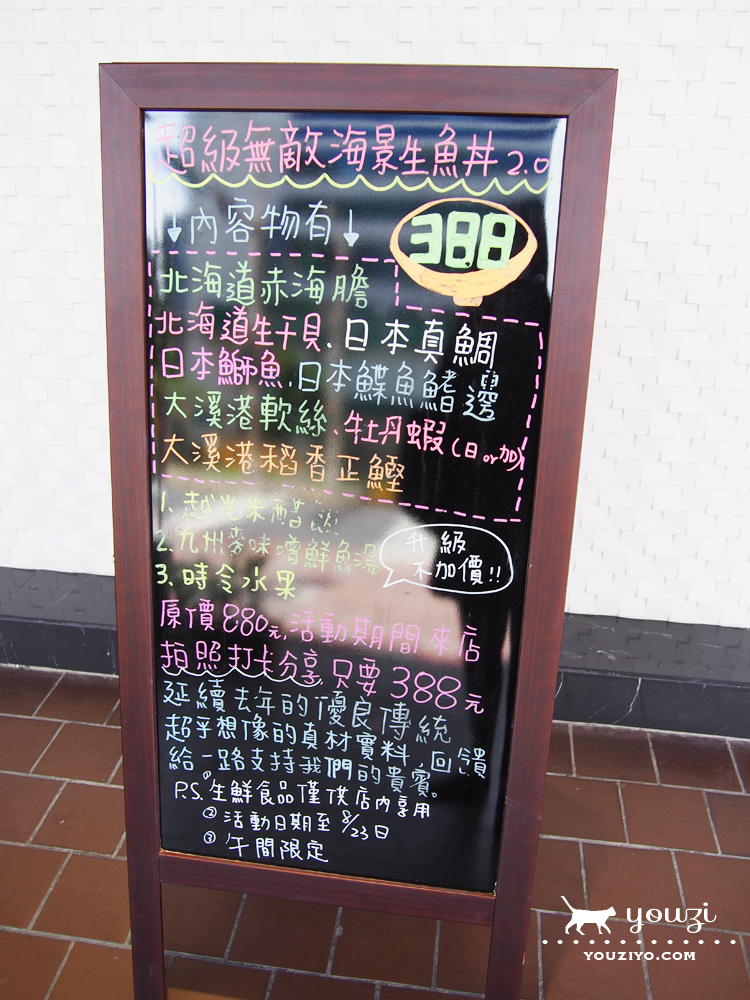 超級無敵海景生魚丼2.0
↓內容物有↓
388
北海道赤海膽
北海道生干貝、日本真鯛
日本鰤魚、日本鰈魚鰭邊
大溪港軟絲、牡丹蝦(日or加)
大溪港稻香正鰹
1.越光米醋飯
2.九州麥味噌鮮魚湯
3.時令水果
升級
不加價!!
原價880元,活動期間來店
拍照打卡分享只要388元
延續去年的優良傳統
超乎想像的真材實料,回饋
給一路支持我們的貴賓。
P.S.①生鮮食品僅供店內享用
②活動日期至8/23日
③午間限定
youzi
YOUZIYO.COM